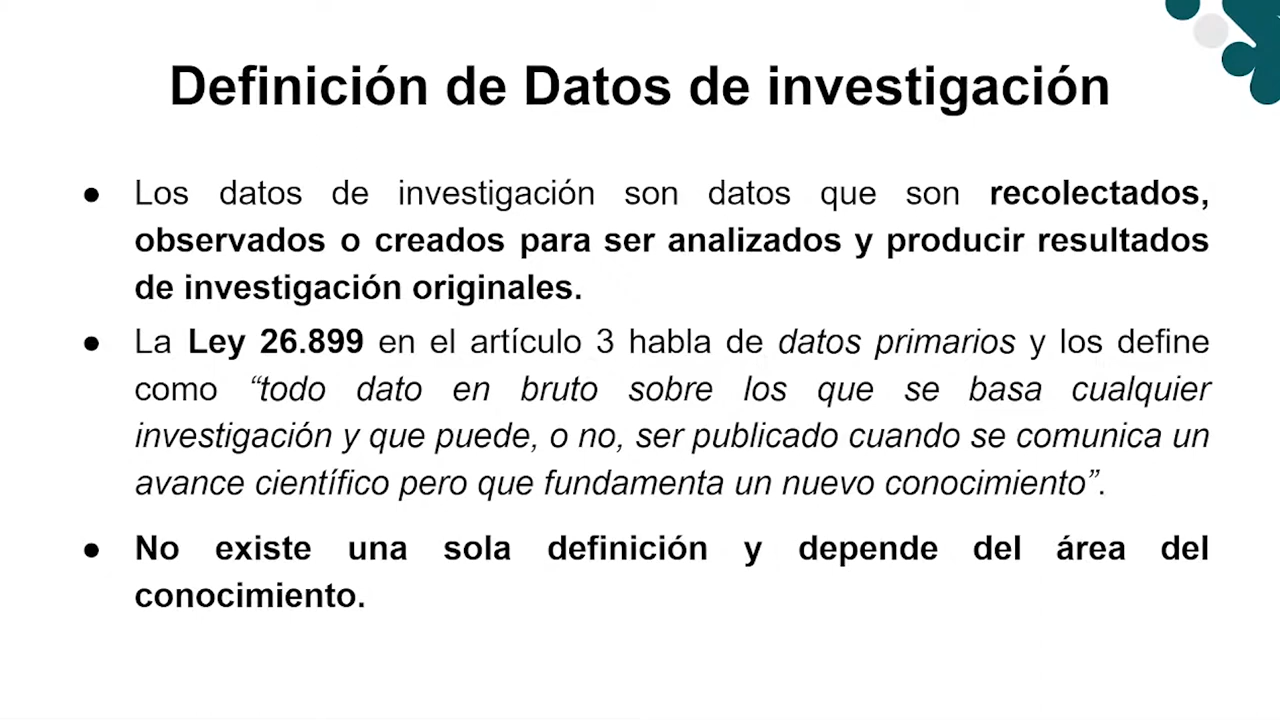 Definición de Datos de investigación
● Los datos de investigación son datos que son recolectados,
observados o creados para ser analizados y producir resultados
de investigación originales.
● La Ley 26.899 en el artículo 3 habla de datos primarios y los define
como “todo dato en bruto sobre los que se basa cualquier
investigación y que puede, o no, ser publicado cuando se comunica un
avance científico pero que fundamenta un nuevo conocimiento”.
● No existe una sola definición y depende del área del
conocimiento.